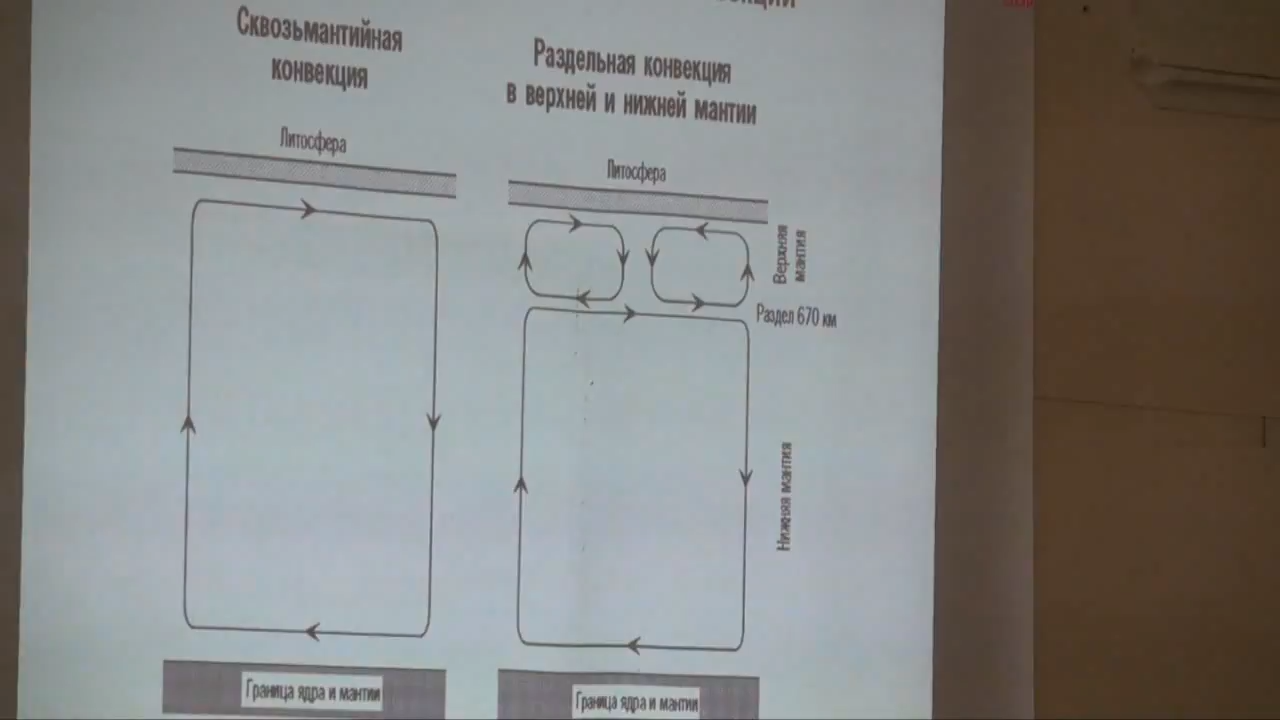 Сквозьмантийная
конвекция
Раздельная конвекция
в верхней и нижней мантии
Литосфера
Литосфера
Верхняя
мантия
Раздел 670 км
Нижняя мантия
Граница ядра и мантии
Граница ядра и мантии